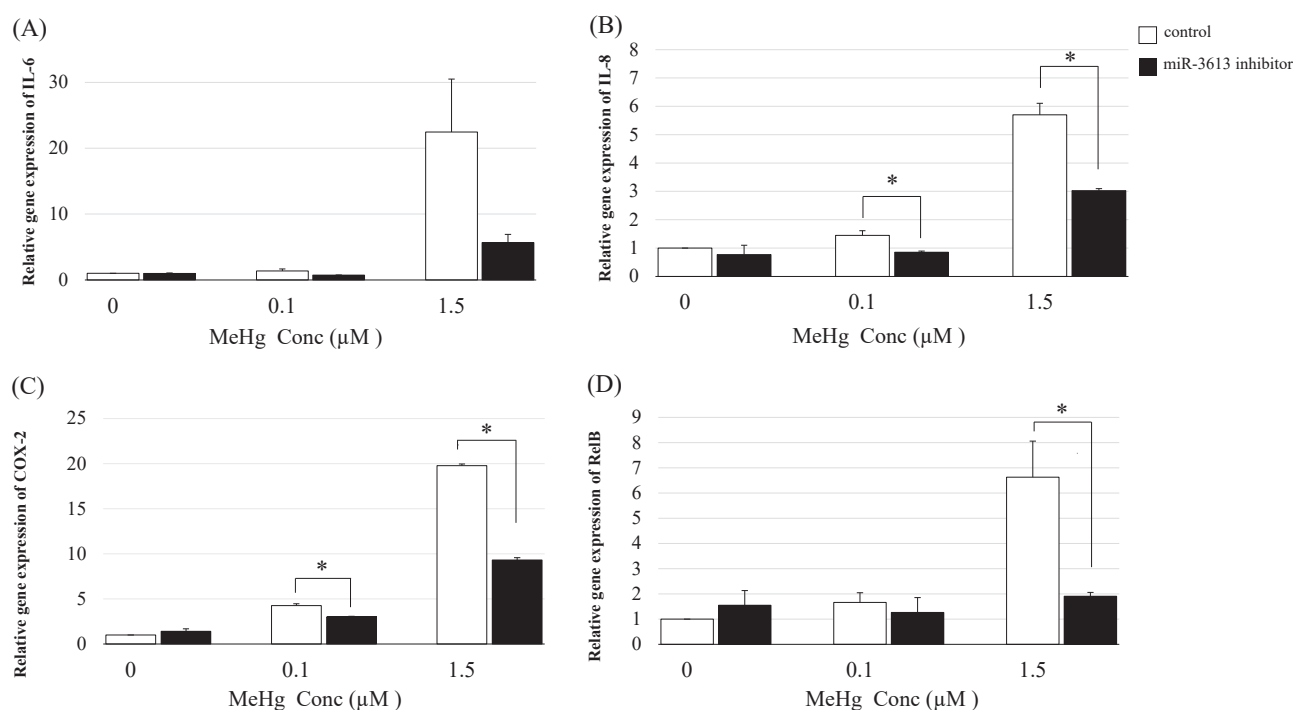 (A)
Relative gene expression of IL-6
30
20
10
0
0 0.1 1.5
MeHg Conc (µM )
(B)
Relative gene expression of IL-8
8
7
6
5
4
3
2
1
0
*
*
0 0.1 1.5
MeHg Conc (µM )
control
miR-3613 inhibitor
(C)
Relative gene expression of COX-2
25
20
15
10
5
0
*
*
0 0.1 1.5
MeHg Conc (µM )
(D)
Relative gene expression of RelB
9
8
7
6
5
4
3
2
1
0
*
0 0.1 1.5
MeHg Conc (µM )